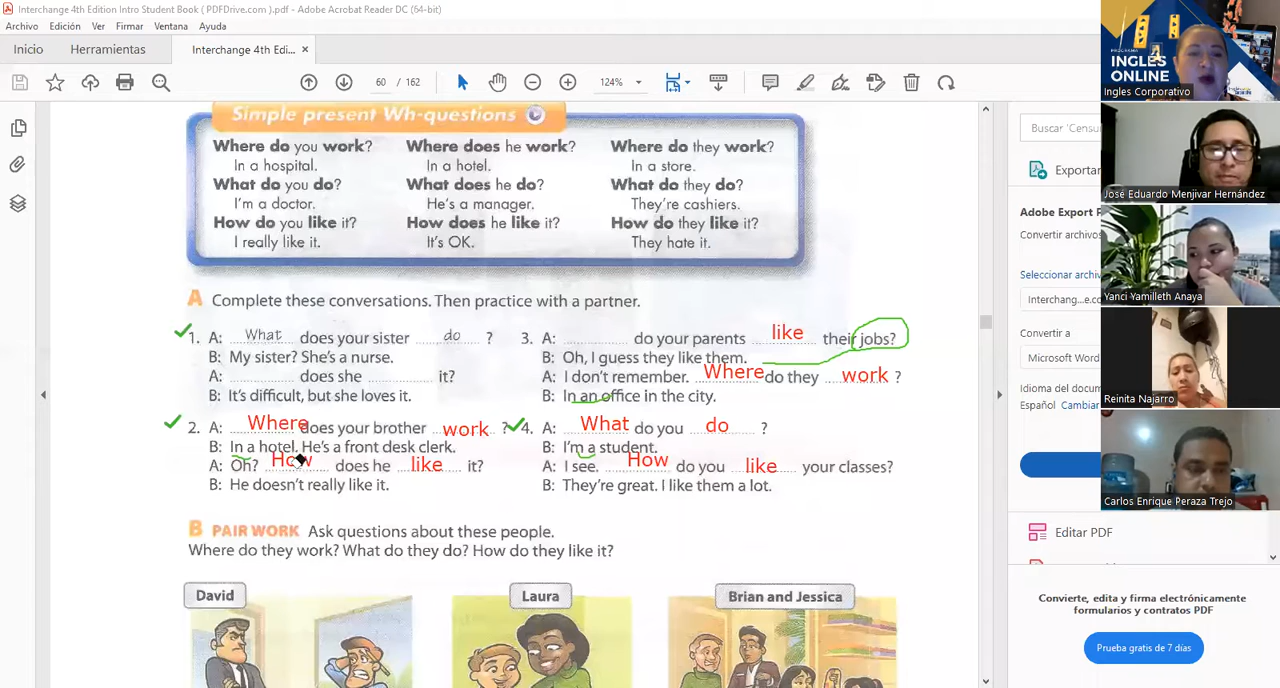 Interchange 4th Edition Intro Student Book ( PDFDrive.com ).pdf - Adobe Acrobat Reader DC (64-bit)
Archivo Edición Ver Firmar Ventana Ayuda
Inicio Herramientas Interchange 4th Edi... ×
60 / 162 124%
Simple present Wh-questions
Where do you work? Where does he work? Where do they work?
In a hospital. In a hotel. In a store.
What do you do? What does he do? What do they do?
I'm a doctor. He's a manager. They're cashiers.
How do you like it? How does he like it? How do they like it?
I really like it. It's OK. They hate it.
A Complete these conversations. Then practice with a partner.
1. A: What does your sister do ?
B: My sister? She's a nurse.
A: does she it?
B: It's difficult, but she loves it.
2. A: Where does your brother work ?
B: In a hotel. He's a front desk clerk.
A: Oh? How does he like it?
B: He doesn't really like it.
3. A: do your parents like their jobs?
B: Oh, I guess they like them.
A: I don't remember. Where do they work ?
B: In an office in the city.
4. A: What do you do ?
B: I'm a student.
A: I see. How do you like your classes?
B: They're great. I like them a lot.
B PAIR WORK Ask questions about these people.
Where do they work? What do they do? How do they like it?
David Laura Brian and Jessica
Buscar 'Censu
Exportar
Adobe Export P
Convertir archivos
Seleccionar archiv
Interchang...e.c
Convertir a
Microsoft Word
Idioma del docum
Español Cambiar
Editar PDF
Convierte, edita y firma electrónicamente
formularios y contratos PDF
Prueba gratis de 7 días
PROGRAMA
INGLES
ONLINE
Ingles Corporativo
José Eduardo Menjivar Hernández
Yanci Yamilleth Anaya
Reinita Najarro
Carlos Enrique Peraza Trejo